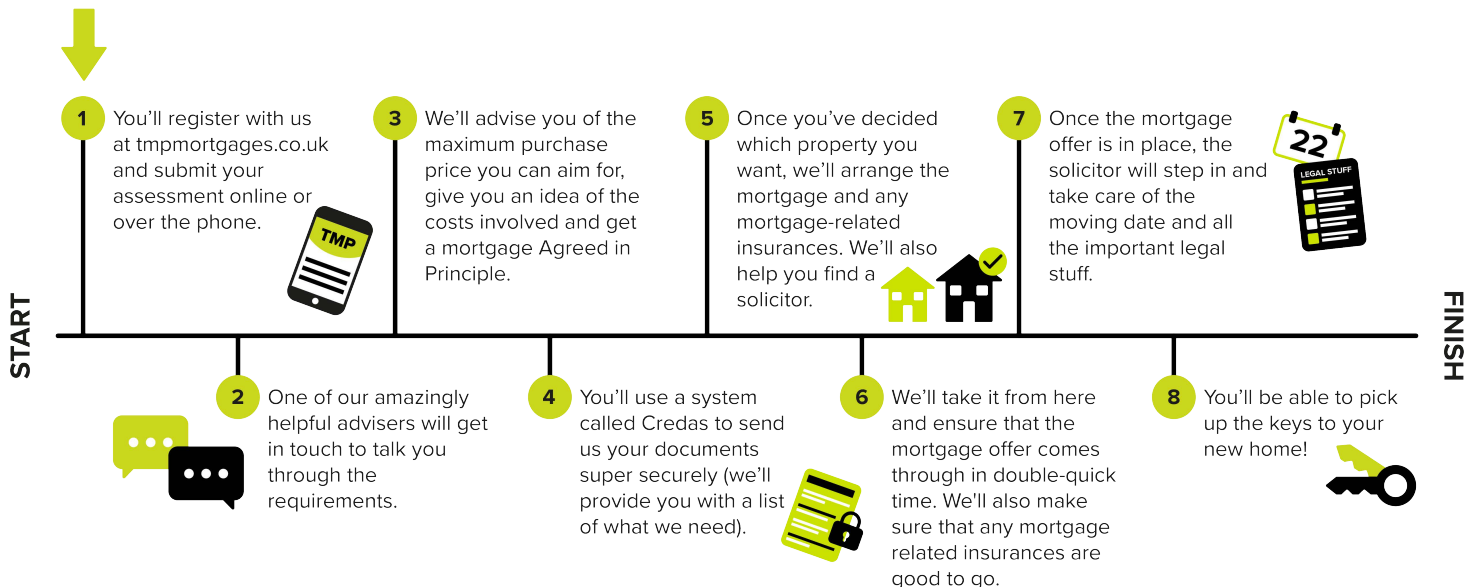 START
1
You’ll register with us
at tmpmortgages.co.uk
and submit your
assessment online or
over the phone.
TMP
2
One of our amazingly
helpful advisers will get
in touch to talk you
through the
requirements.
3
We’ll advise you of the
maximum purchase
price you can aim for,
give you an idea of the
costs involved and get
a mortgage Agreed in
Principle.
4
You’ll use a system
called Credas to send
us your documents
super securely (we’ll
provide you with a list
of what we need).
5
Once you’ve decided
which property you
want, we’ll arrange the
mortgage and any
mortgage-related
insurances. We’ll also
help you find a
solicitor.
6
We’ll take it from here
and ensure that the
mortgage offer comes
through in double-quick
time. We'll also make
sure that any mortgage
related insurances are
good to go.
7
Once the mortgage
offer is in place, the
solicitor will step in and
take care of the
moving date and all
the important legal
stuff.
22
LEGAL STUFF
8
You’ll be able to pick
up the keys to your
new home!
FINISH